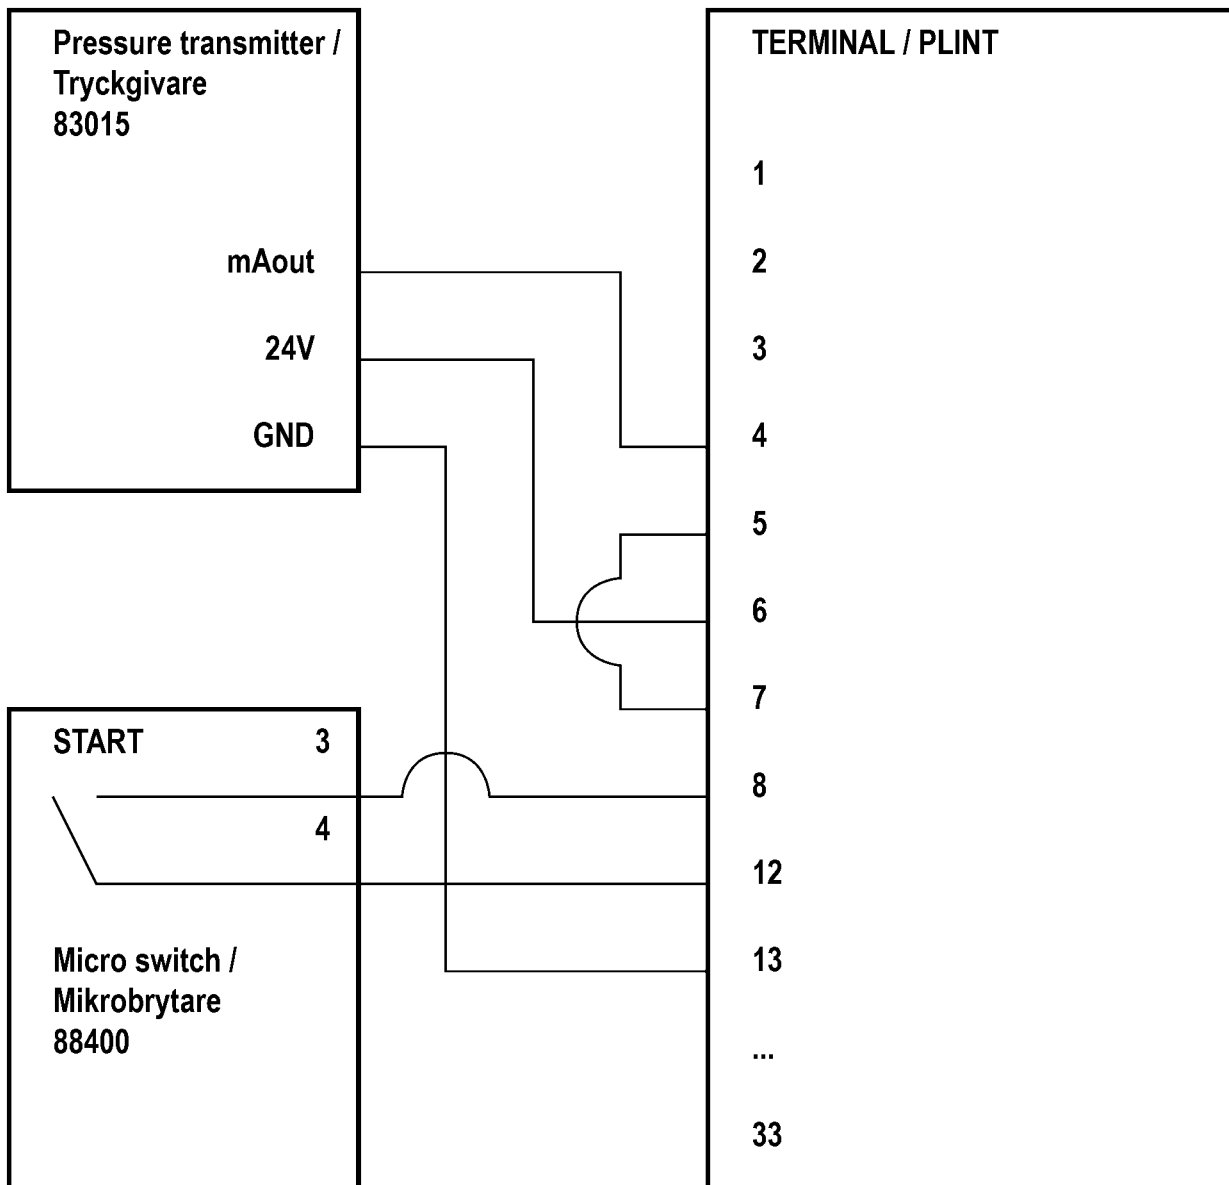 Pressure transmitter /
Tryckgivare
83015
mAout
24V
GND
TERMINAL / PLINT
1
2
3
4
5
6
7
8
12
13
...
33
START 3
4
Micro switch /
Mikrobrytare
88400